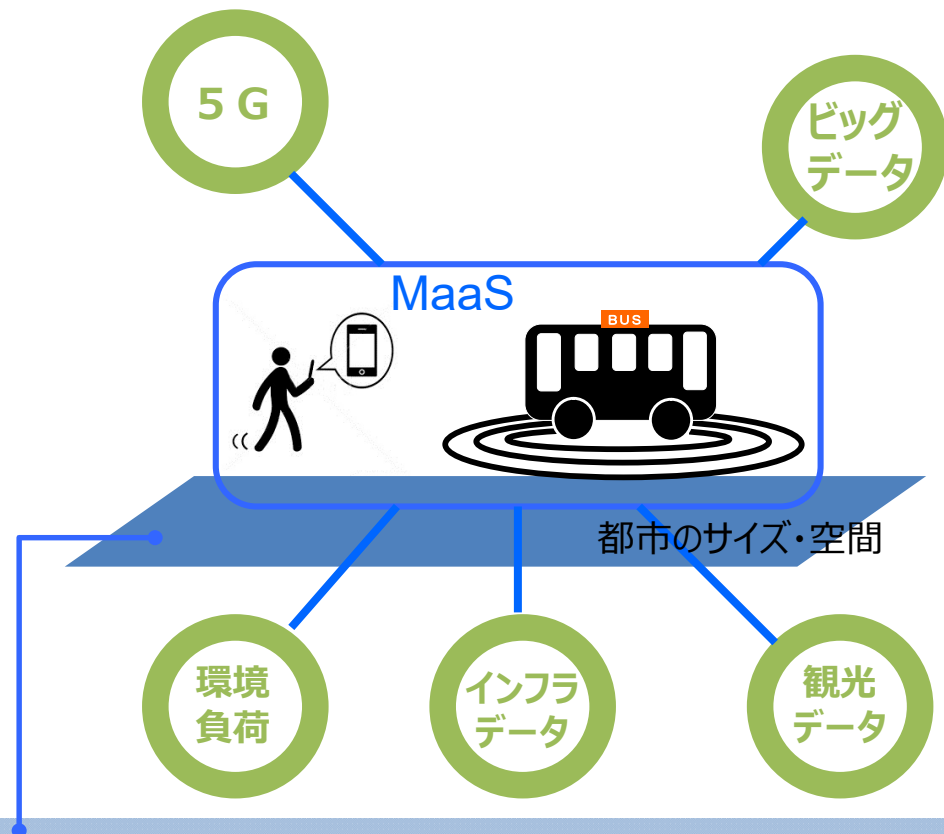 ５Ｇ
ビッグ
データ
MaaS
BUS
都市のサイズ・空間
環境
負荷
インフラ
データ
観光
データ